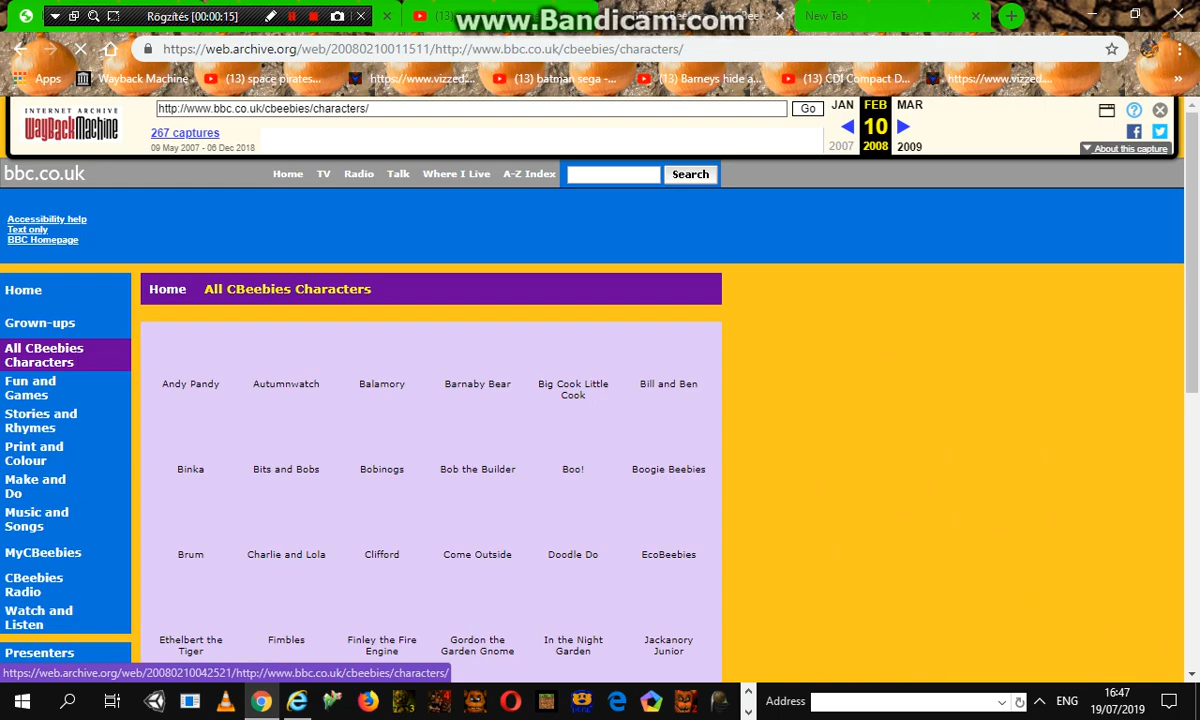 www.Bandicam.com
Rögzítés [00:00:15]
(13)
New Tab
https://web.archive.org/web/20080210011511/http://www.bbc.co.uk/cbeebies/characters/
Apps
Wayback Machine
(13) space pirates...
https://www.vizzed....
(13) batman sega -...
(13) Barneys hide a...
(13) CDI Compact D...
https://www.vizzed....
»
INTERNET ARCHIVE
WayBackMachine
http://www.bbc.co.uk/cbeebies/characters/
Go
JAN
FEB
MAR
267 captures
09 May 2007 - 06 Dec 2018
10
2007
2008
2009
About this capture
bbc.co.uk
Home
TV
Radio
Talk
Where I Live
A-Z Index
Search
Accessibility help
Text only
BBC Homepage
Home
Grown-ups
All CBeebies
Characters
Fun and
Games
Stories and
Rhymes
Print and
Colour
Make and
Do
Music and
Songs
MyCBeebies
CBeebies
Radio
Watch and
Listen
Presenters
Home
All CBeebies Characters
Andy Pandy
Autumnwatch
Balamory
Barnaby Bear
Big Cook Little
Cook
Bill and Ben
Binka
Bits and Bobs
Bobinogs
Bob the Builder
Boo!
Boogie Beebies
Brum
Charlie and Lola
Clifford
Come Outside
Doodle Do
EcoBeebies
Ethelbert the
Tiger
Fimbles
Finley the Fire
Engine
Gordon the
Garden Gnome
In the Night
Garden
Jackanory
Junior
https://web.archive.org/web/20080210042521/http://www.bbc.co.uk/cbeebies/characters/
Address
ENG
16:47
19/07/2019